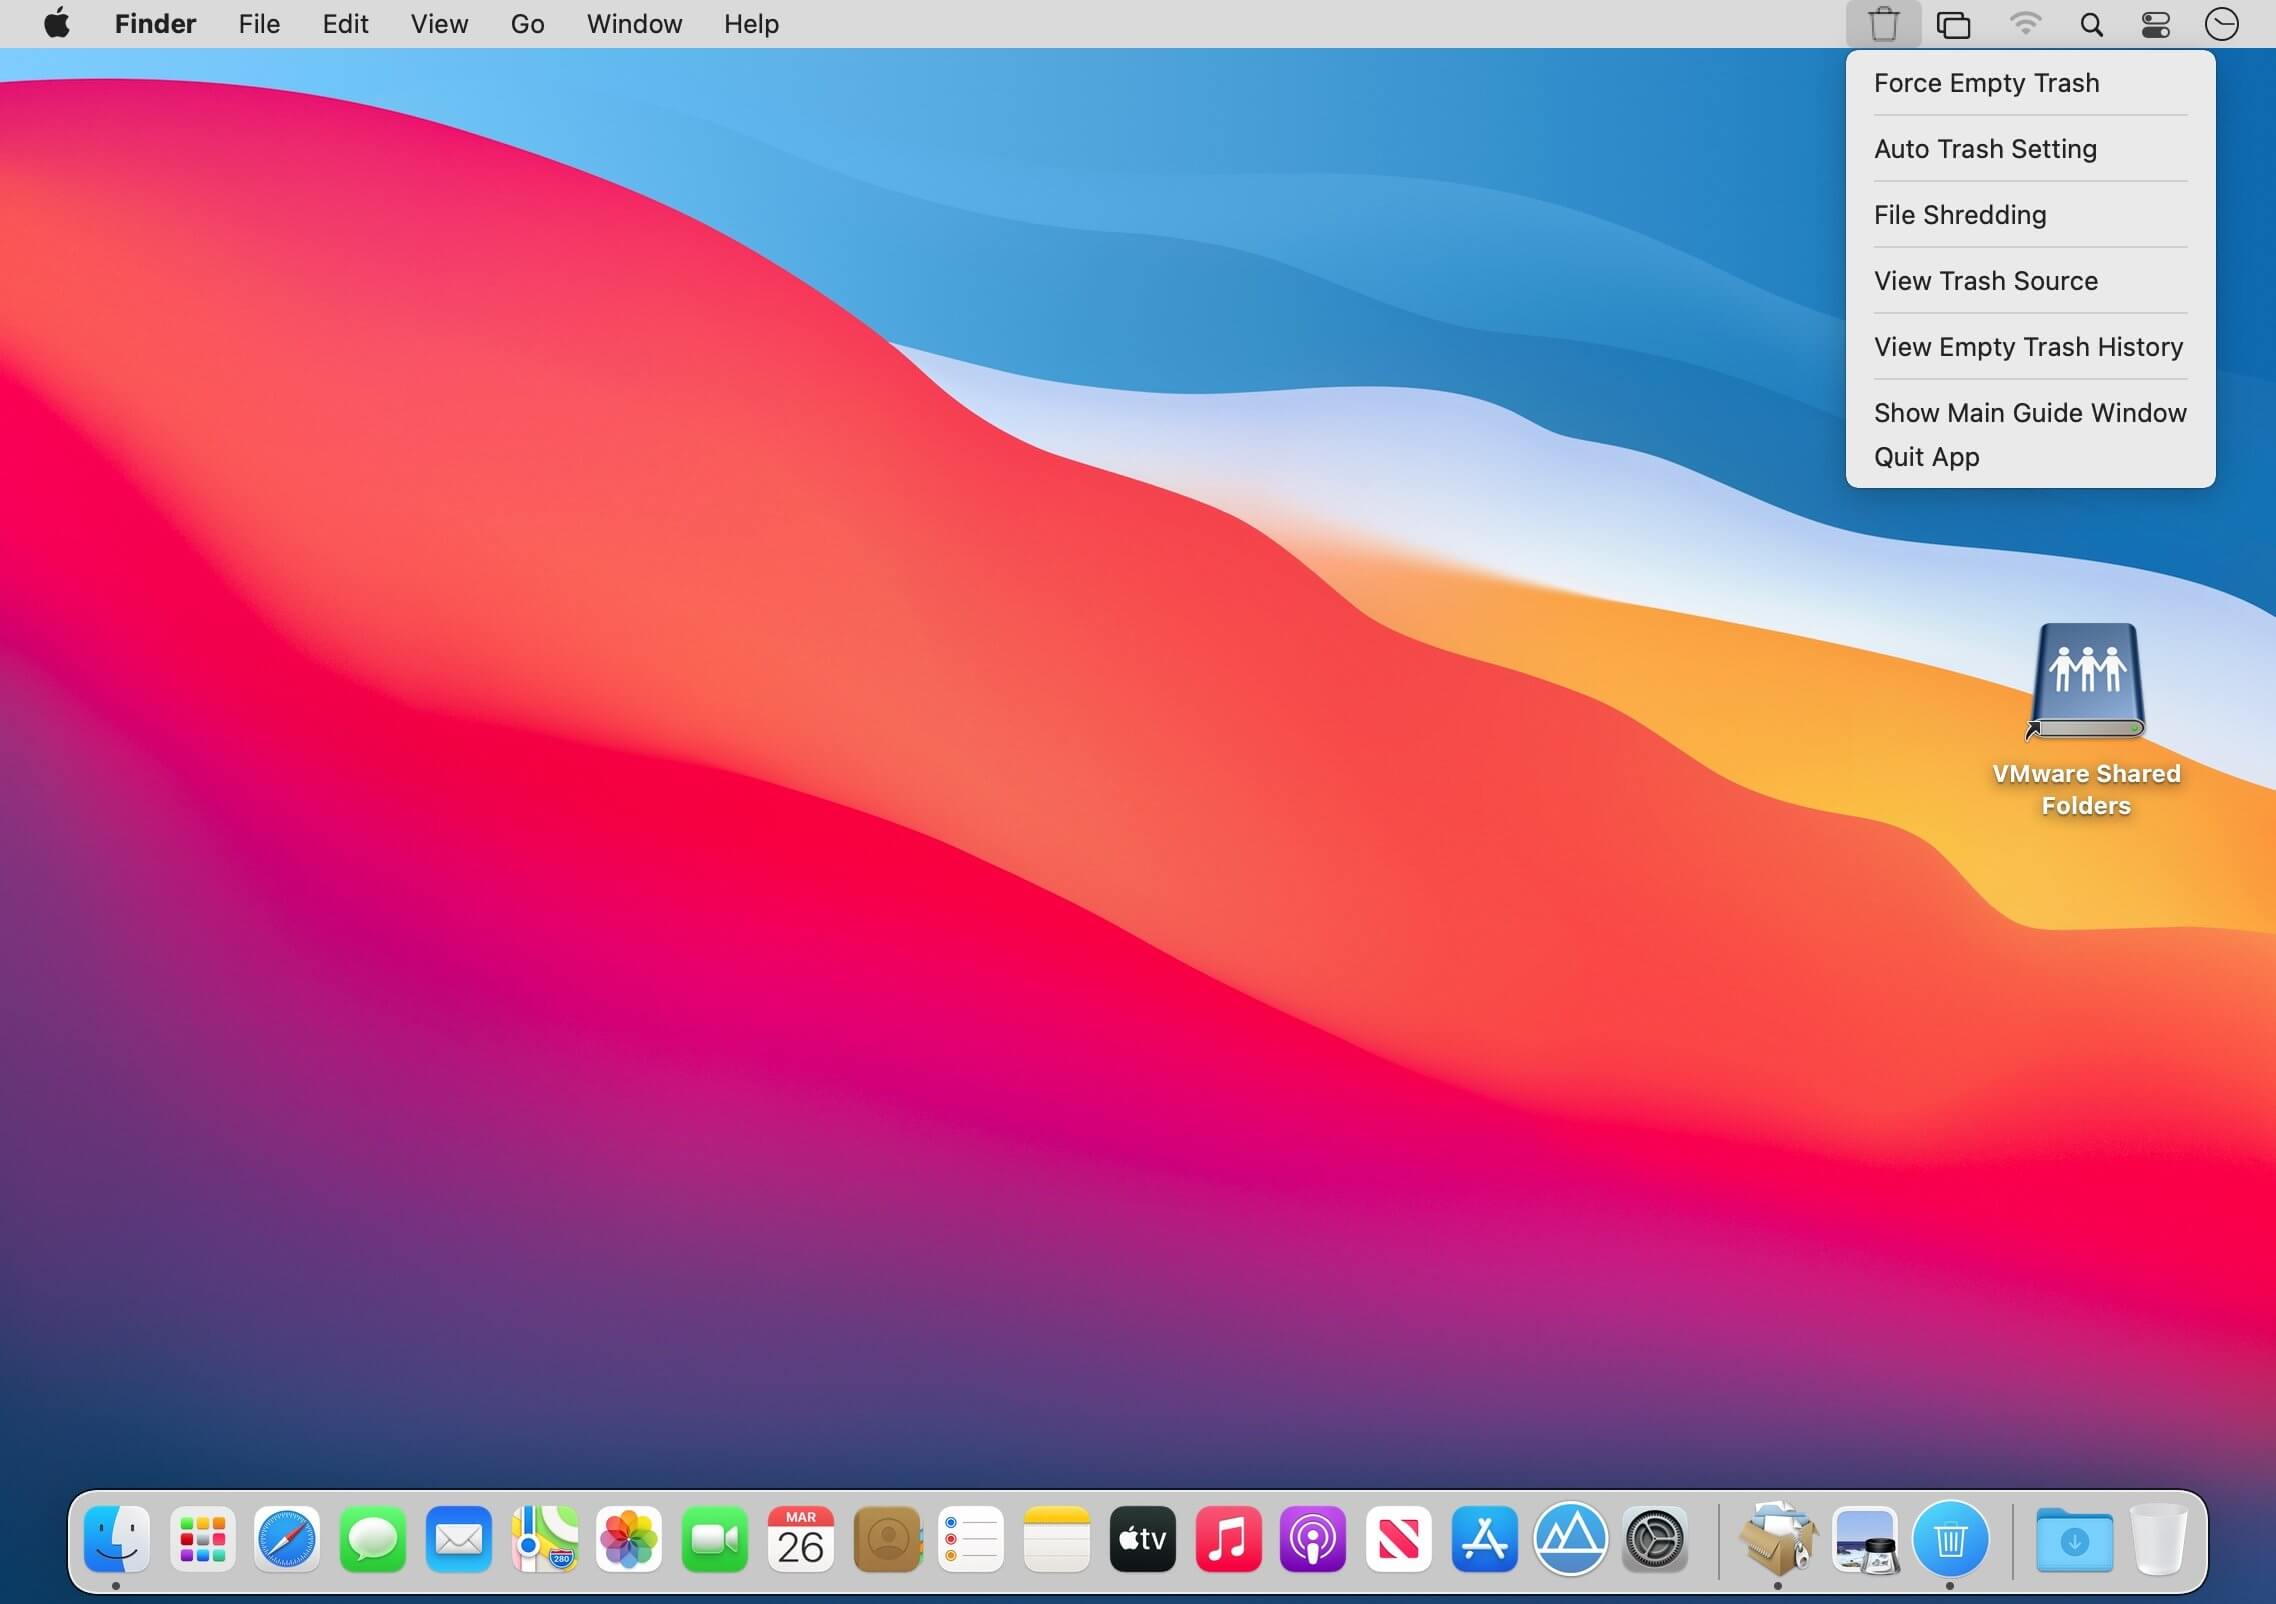 Finder File Edit View Go Window Help
Force Empty Trash
Auto Trash Setting
File Shredding
View Trash Source
View Empty Trash History
Show Main Guide Window
Quit App
VMware Shared
Folders
MAR
26
280
tv